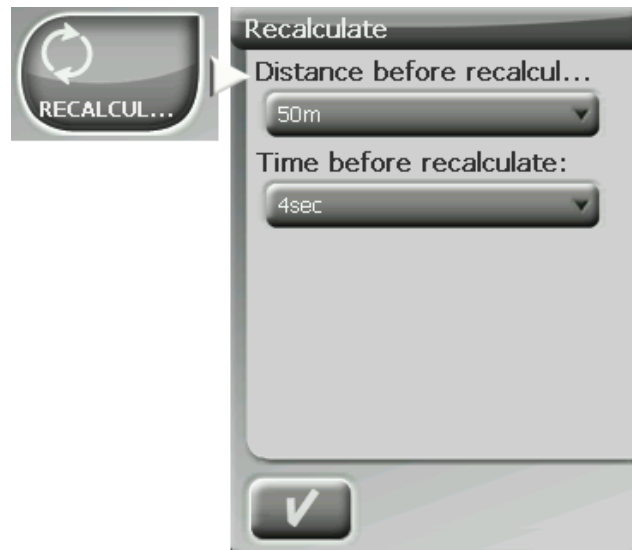 RECALCUL...
Recalculate
Distance before recalcul...
50m
Time before recalculate:
4sec